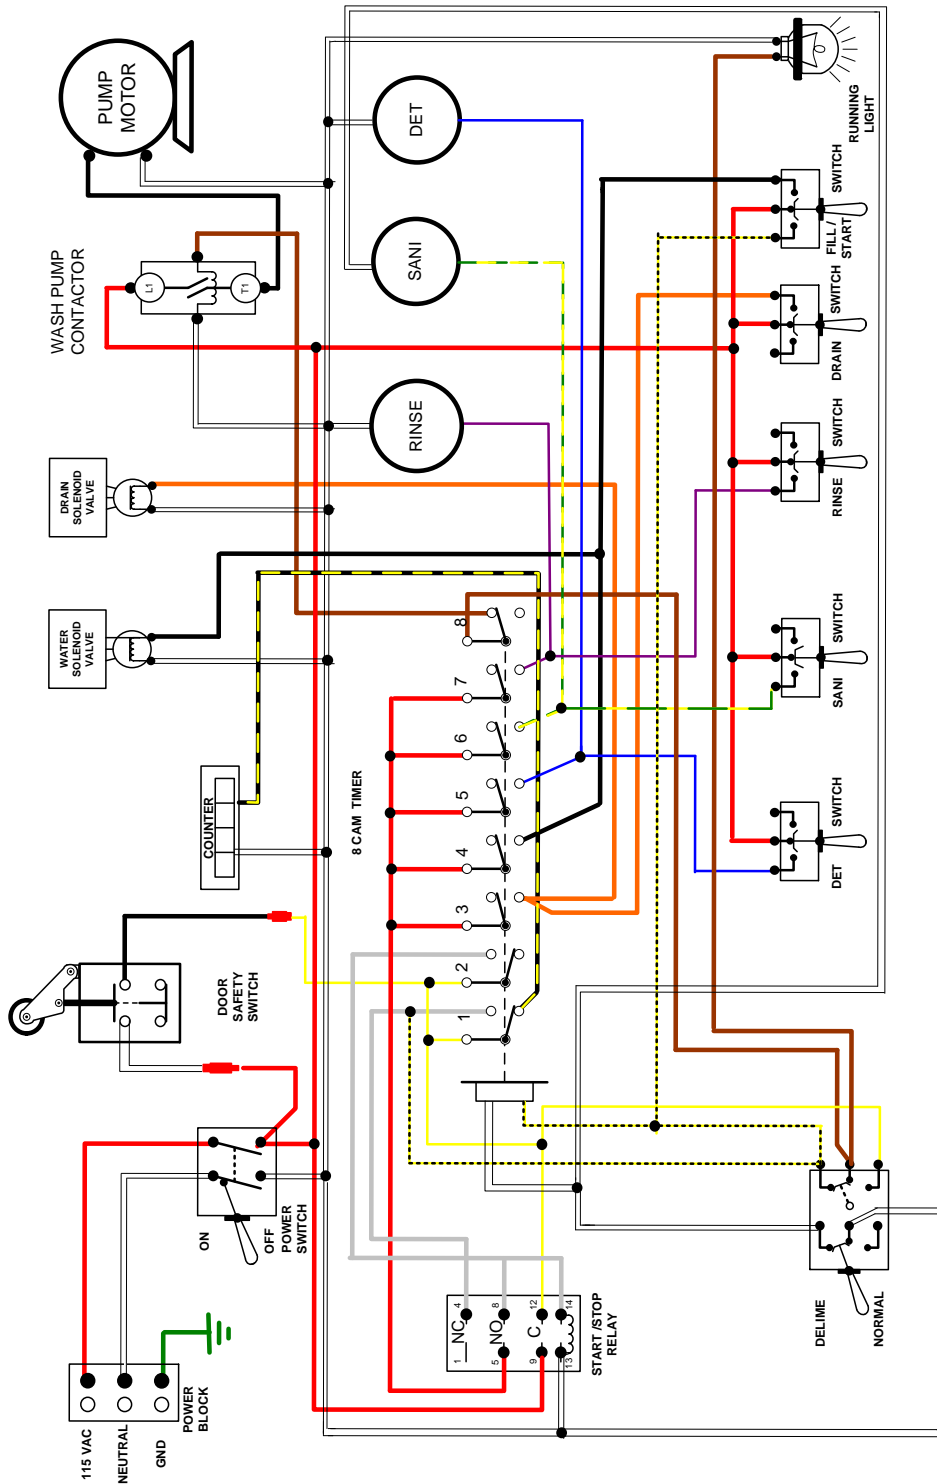 115 VAC
NEUTRAL
GND
POWER
BLOCK
ON
OFF
POWER
SWITCH
DOOR
SAFETY
SWITCH
COUNTER
WATER
SOLENOID
VALVE
DRAIN
SOLENOID
VALVE
WASH PUMP
CONTACTOR
L1
T1
PUMP
MOTOR
START /STOP
RELAY
1
NC
4
5
NO
8
9
C
12
13
14
8 CAM TIMER
1
2
3
4
5
6
7
8
RINSE
SANI
DET
DELIME
NORMAL
DET
SWITCH
SANI
SWITCH
RINSE
SWITCH
DRAIN
SWITCH
FILL /
START
SWITCH
RUNNING
LIGHT